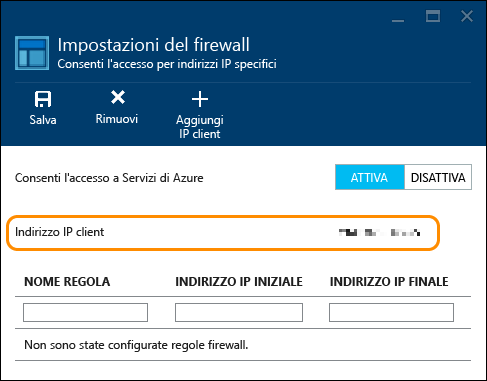 Impostazioni del firewall
Consenti l'accesso per indirizzi IP specifici
Salva
Rimuovi
Aggiungi
IP client
Consenti l'accesso a Servizi di Azure
ATTIVA
DISATTIVA
Indirizzo IP client
NOME REGOLA
INDIRIZZO IP INIZIALE
INDIRIZZO IP FINALE
Non sono state configurate regole firewall.